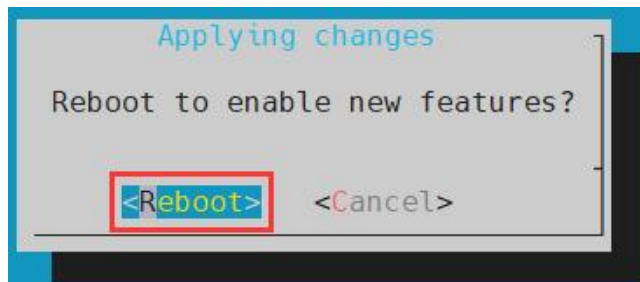 Applying changes
Reboot to enable new features?
<Reboot> <Cancel>